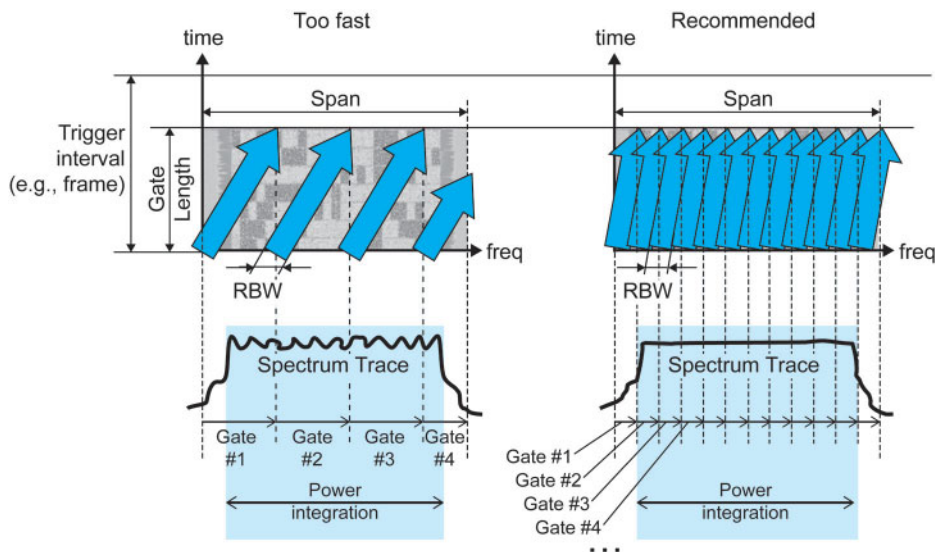 Too fast
time
Span
Trigger
interval
(e.g., frame)
Gate
Length
freq
RBW
Spectrum Trace
Gate
#1
Gate
#2
Gate
#3
Gate
#4
Power
integration
Recommended
time
Span
freq
RBW
Spectrum Trace
Gate #1
Gate #2
Gate #3
Gate #4
...
Power
integration